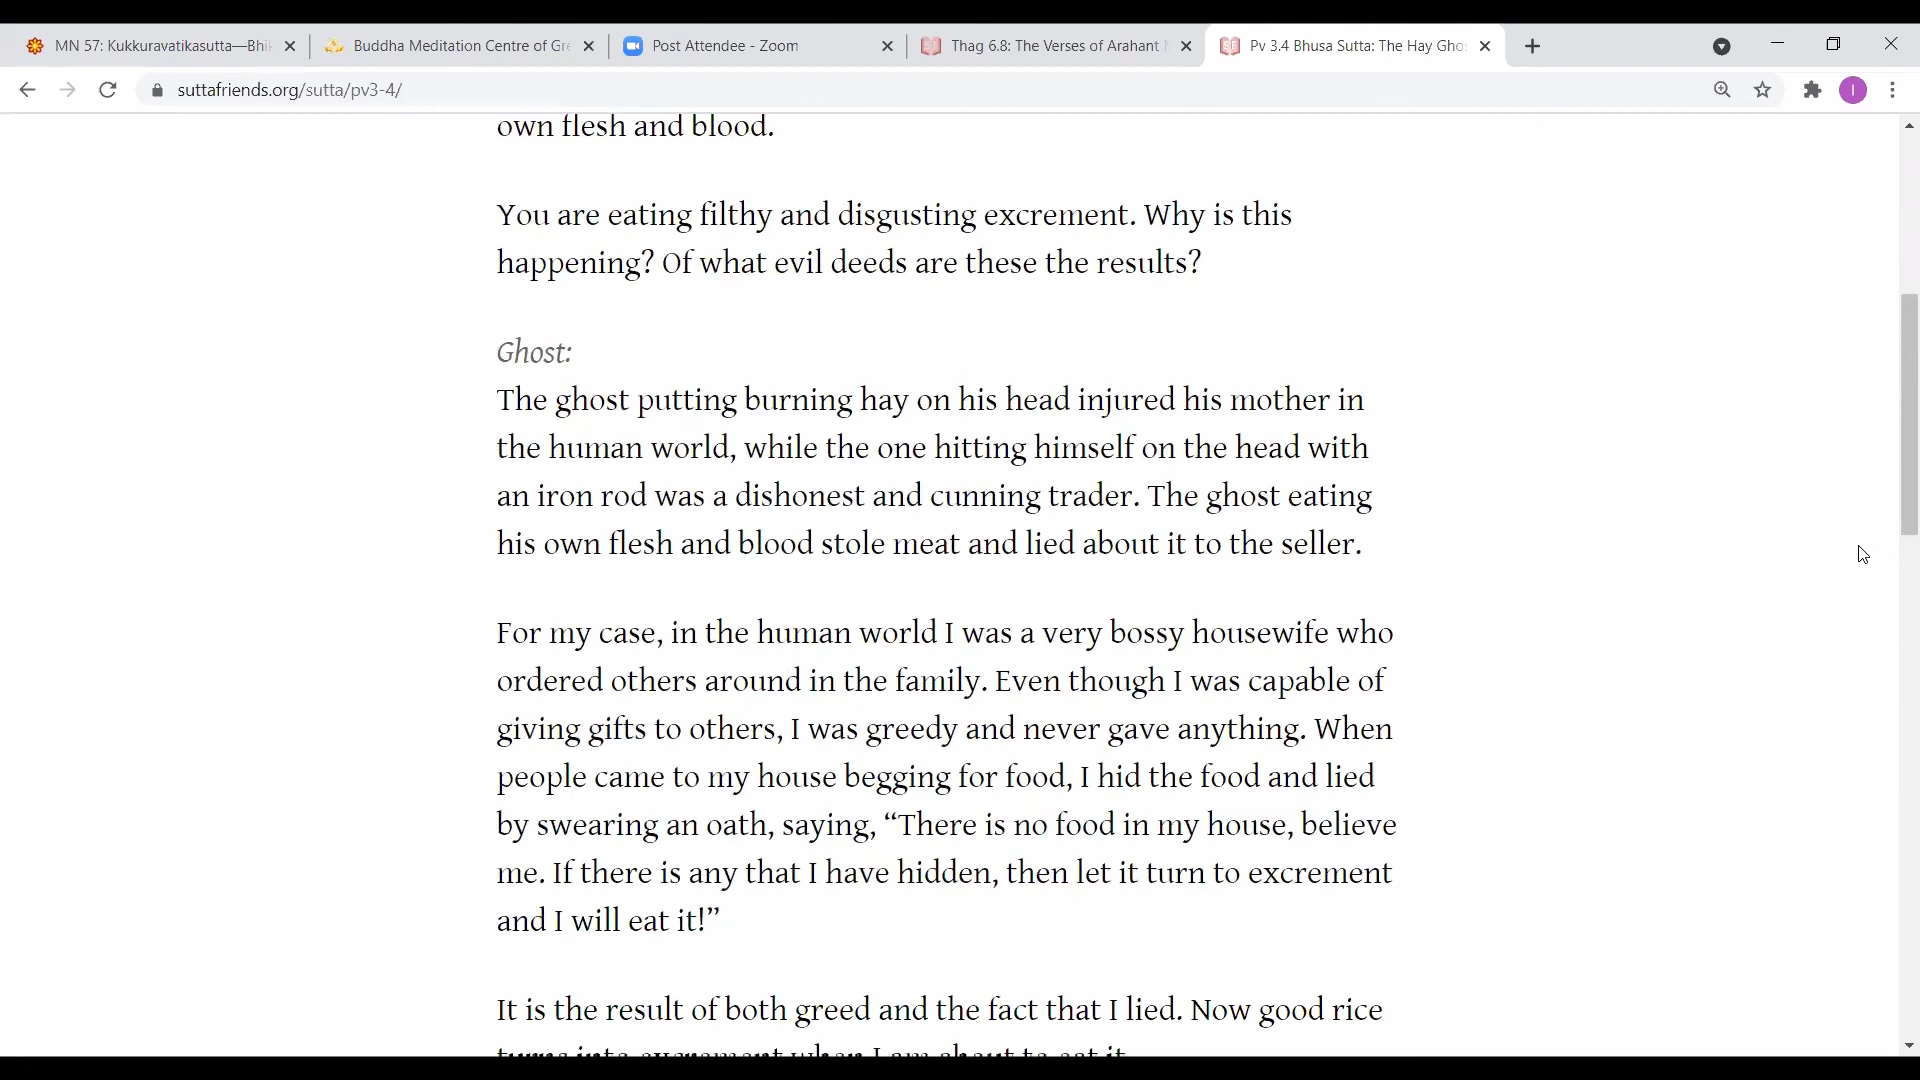 MN 57: Kukkuravatikasutta—Bhi
Buddha Meditation Centre of Gre
Post Attendee - Zoom
Thag 6.8: The Verses of Arahant
Pv 3.4 Bhusa Sutta: The Hay Gho
suttafriends.org/sutta/pv3-4/
I
own flesh and blood.
You are eating filthy and disgusting excrement. Why is this
happening? Of what evil deeds are these the results?
Ghost:
The ghost putting burning hay on his head injured his mother in
the human world, while the one hitting himself on the head with
an iron rod was a dishonest and cunning trader. The ghost eating
his own flesh and blood stole meat and lied about it to the seller.
For my case, in the human world I was a very bossy housewife who
ordered others around in the family. Even though I was capable of
giving gifts to others, I was greedy and never gave anything. When
people came to my house begging for food, I hid the food and lied
by swearing an oath, saying, “There is no food in my house, believe
me. If there is any that I have hidden, then let it turn to excrement
and I will eat it!”
It is the result of both greed and the fact that I lied. Now good rice
turns into excrement when I am about to eat it.